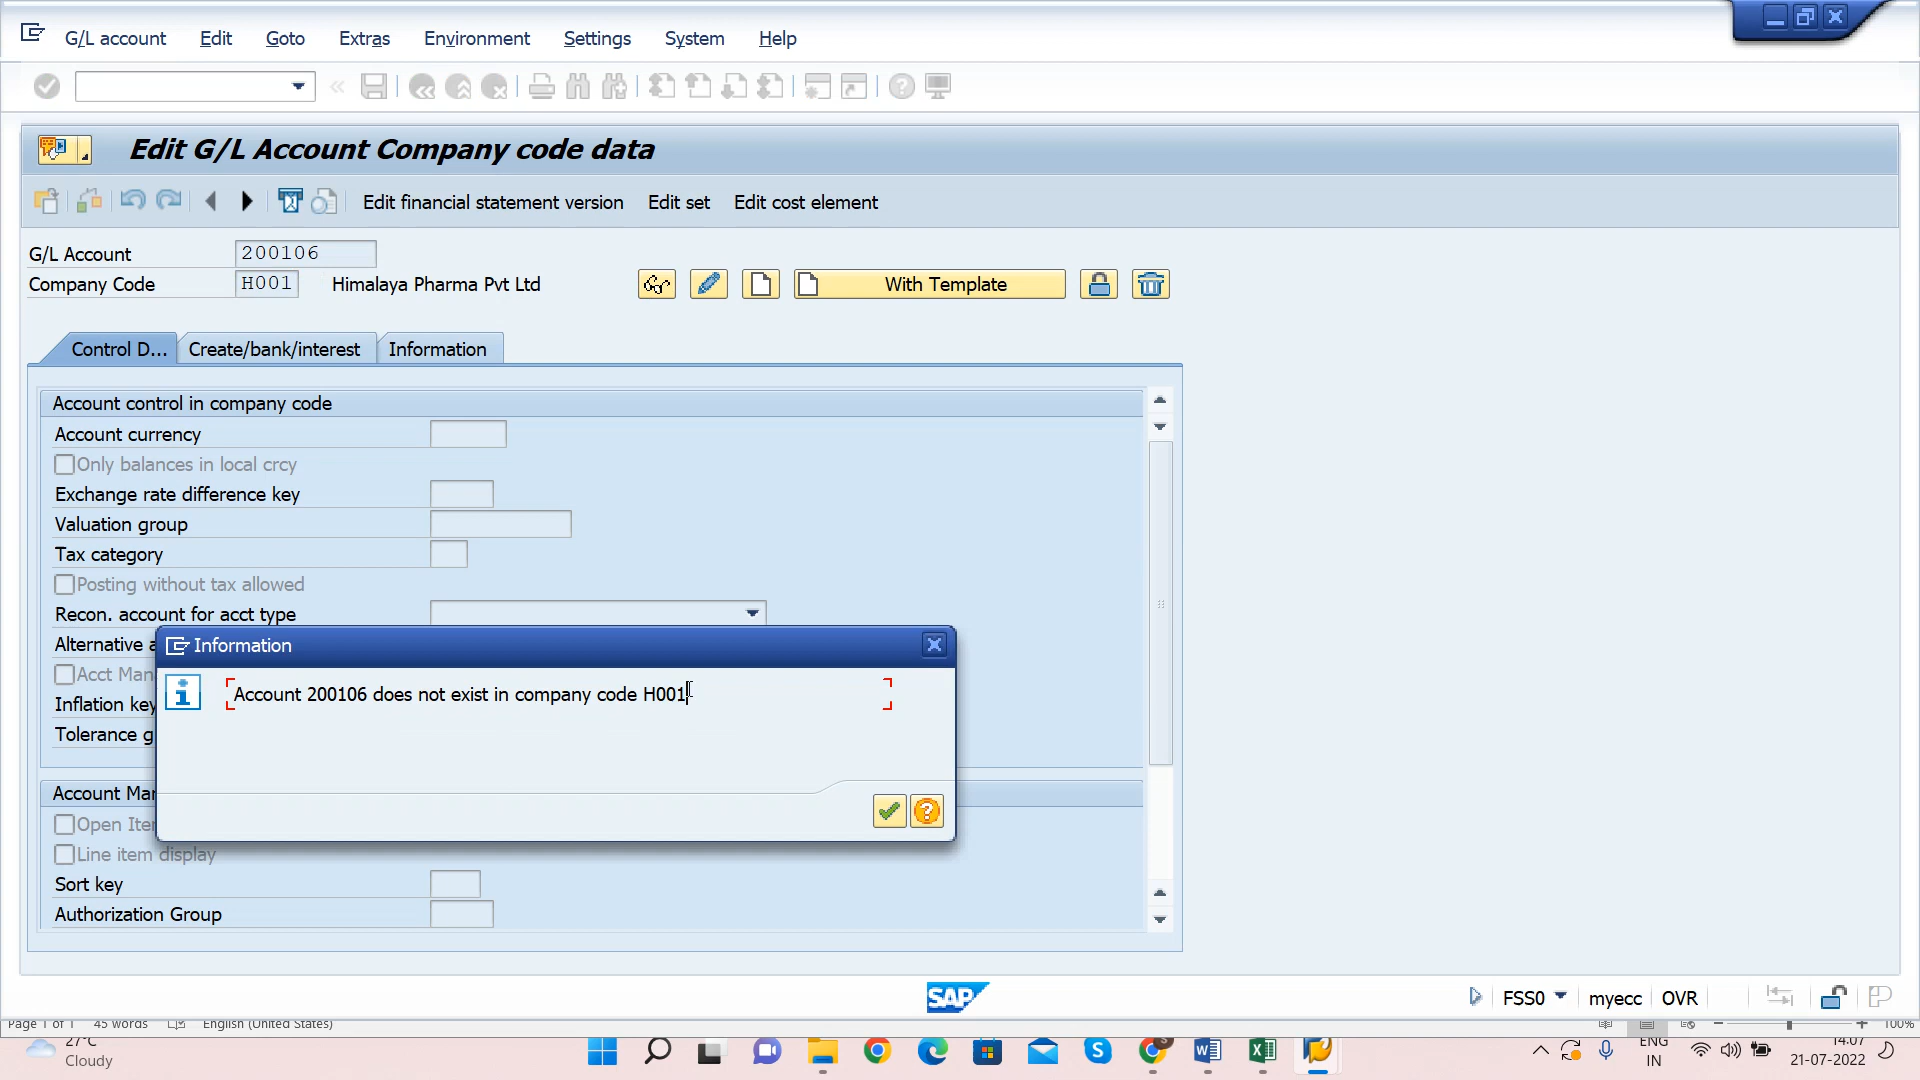 G/L account Edit Goto Extras Environment Settings System Help
Edit G/L Account Company code data
Edit financial statement version Edit set Edit cost element
G/L Account 200106
Company Code H001 Himalaya Pharma Pvt Ltd With Template
Control D... Create/bank/interest Information
Account control in company code
Account currency
Only balances in local crcy
Exchange rate difference key
Valuation group
Tax category
Posting without tax allowed
Recon. account for acct type
Alternative a
Information
Acct Man
Account 200106 does not exist in company code H001
Inflation key
Tolerance g
Account Man
Open Iten
Line item display
Sort key
Authorization Group
SAP
FSS0 myecc OVR
Page 1 of 1 45 words English (United States) 100%
27°C
Cloudy
ENG
IN
14:07
21-07-2022